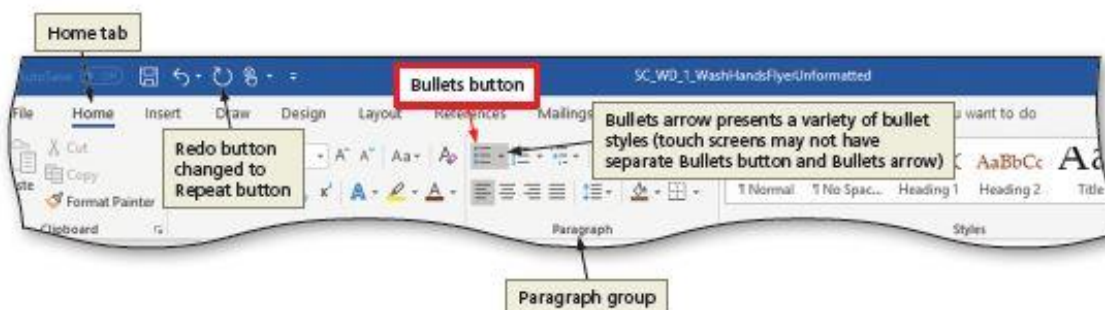 Home tab
SC_WD_1_WashHandsFlyerUnformatted
Bullets button
File Home Insert Draw Design Layout References Mailings
want to do
Bullets arrow presents a variety of bullet
styles (touch screens may not have
separate Bullets button and Bullets arrow)
Redo button
changed to
Repeat button
Cut
Copy
Format Painter
Aa
AaBbCc
1 Normal 1 No Spac... Heading 1 Heading 2 Title
Clipboard
Paragraph
Styles
Paragraph group